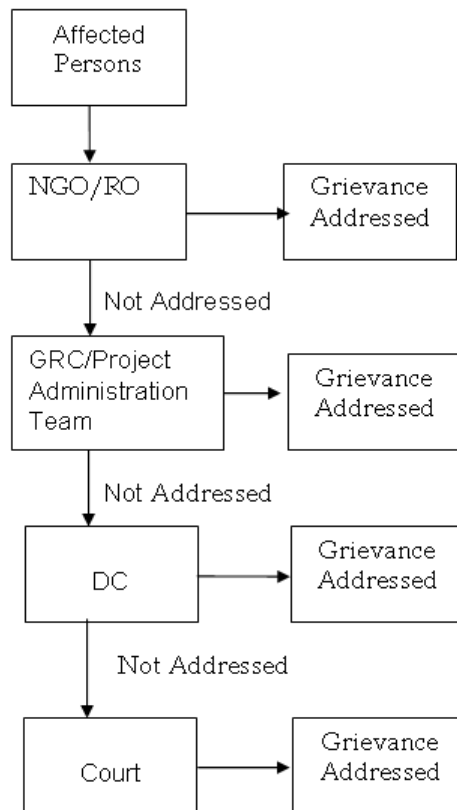 Affected
Persons
NGO/RO
Grievance
Addressed
Not Addressed
GRC/Project
Administration
Team
Grievance
Addressed
Not Addressed
DC
Grievance
Addressed
Not Addressed
Court
Grievance
Addressed